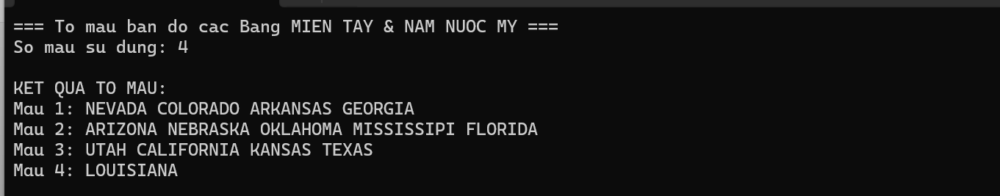 === To mau ban do cac Bang MIEN TAY & NAM NUOC MY ===
So mau su dung: 4
KET QUA TO MAU:
Mau 1: NEVADA COLORADO ARKANSAS GEORGIA
Mau 2: ARIZONA NEBRASKA OKLAHOMA MISSISSIPI FLORIDA
Mau 3: UTAH CALIFORNIA KANSAS TEXAS
Mau 4: LOUISIANA